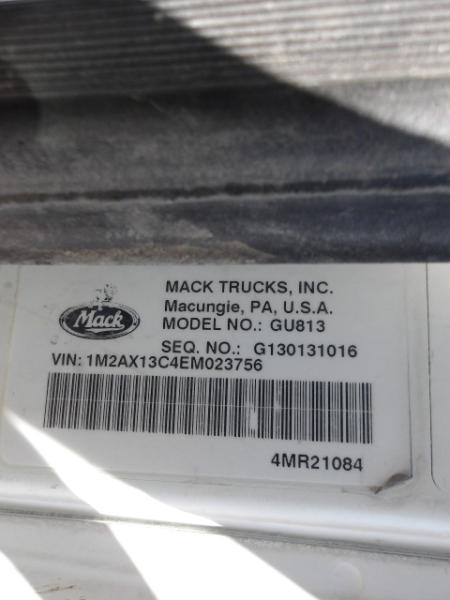 Mack
MACK TRUCKS, INC.
Macungie, PA, U.S.A.
MODEL NO.: GU813
SEQ. NO.: G130131016
VIN: 1M2AX13C4EM023756
4MR21084